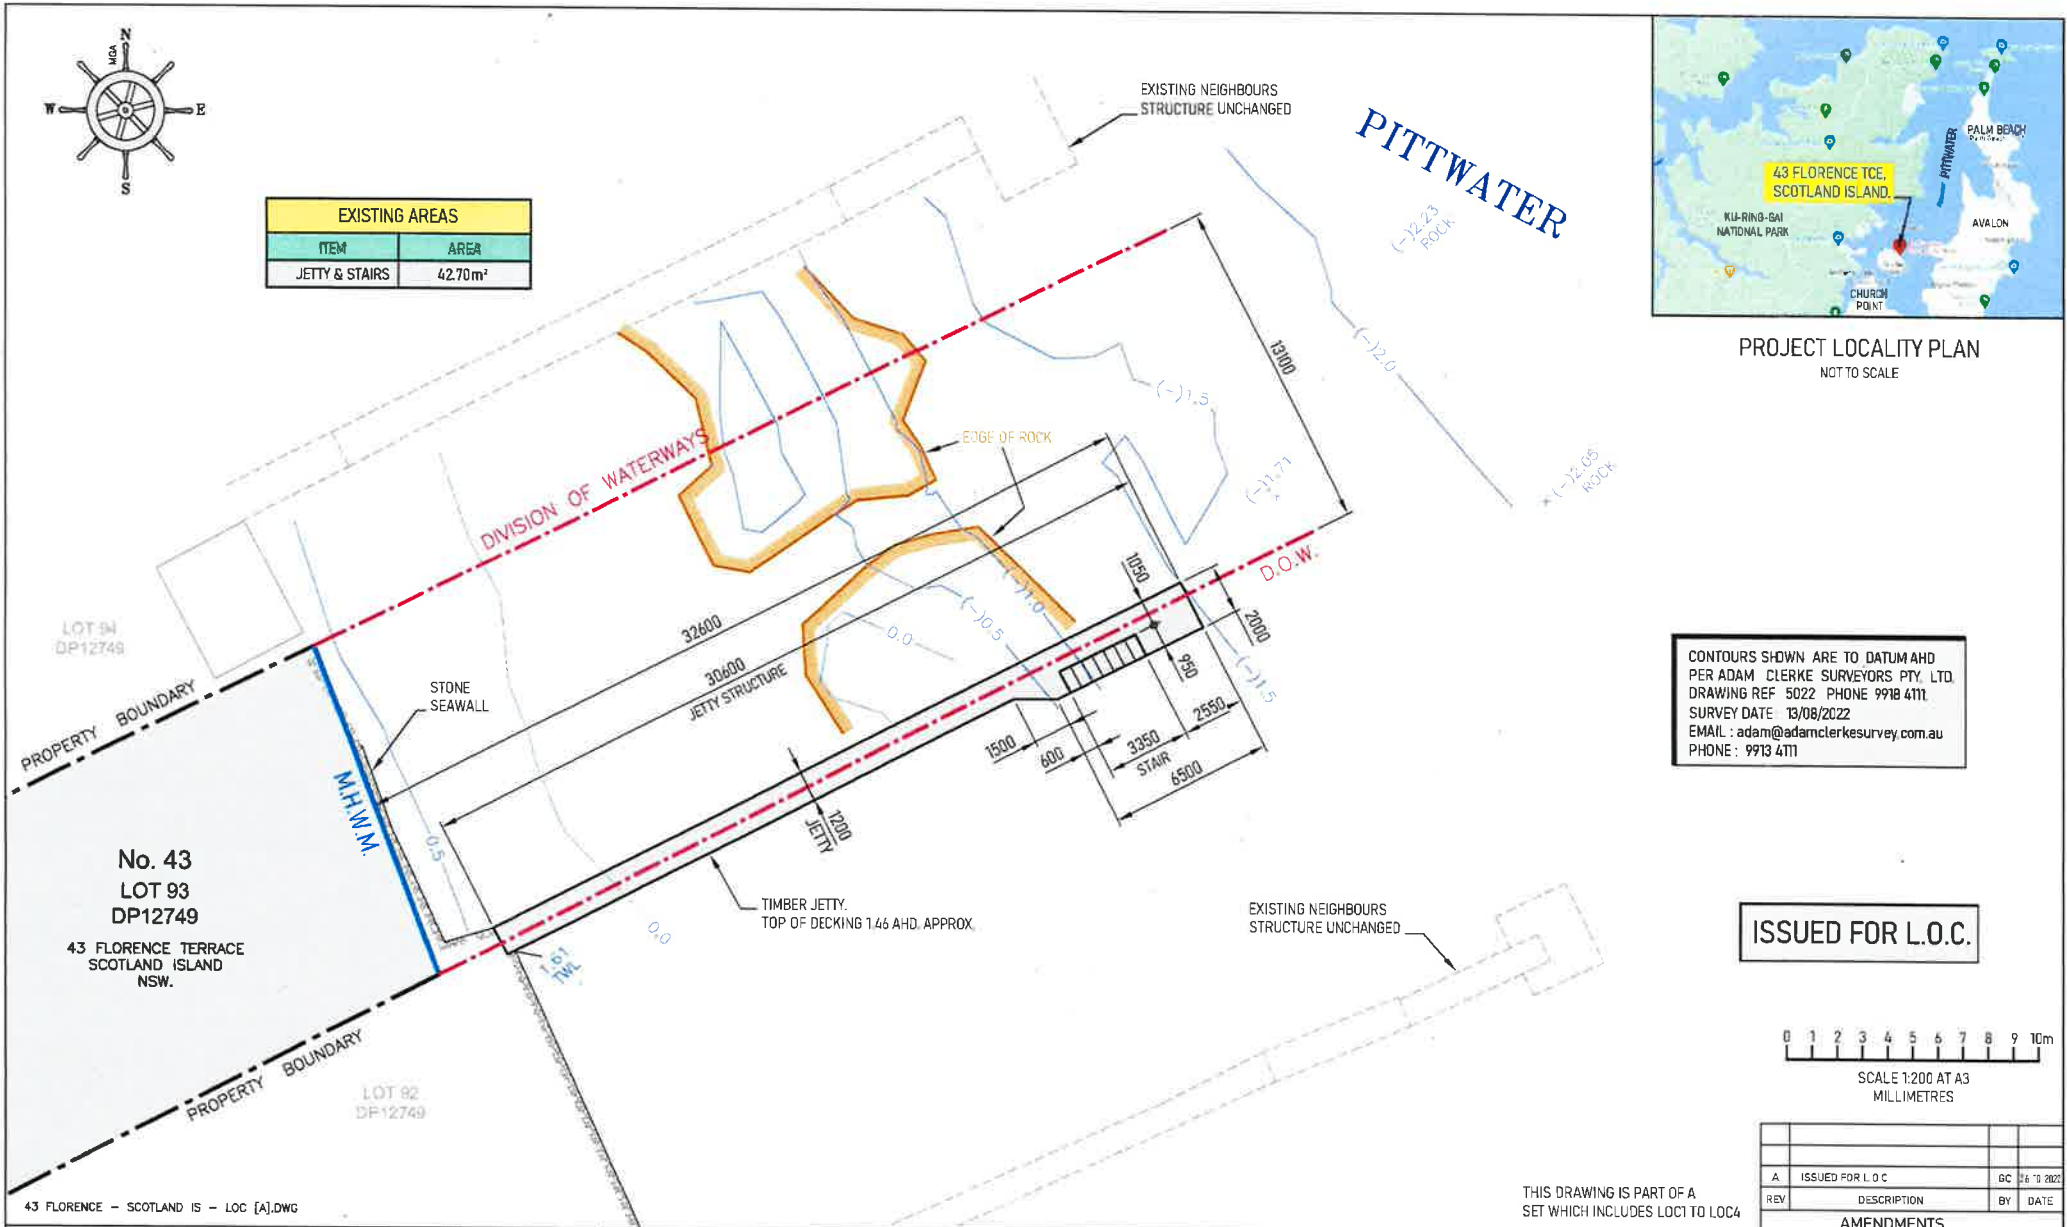 N
MGA
W
E
S
EXISTING AREAS
ITEM AREA
JETTY & STAIRS 42.70m²
EXISTING NEIGHBOURS
STRUCTURE UNCHANGED
PITTWATER
(-)2.23
ROCK
43 FLORENCE TCE,
SCOTLAND ISLAND.
PITTWATER
PALM BEACH
KU-RING-GAI
NATIONAL PARK
AVALON
CHURCH
POINT
PROJECT LOCALITY PLAN
NOT TO SCALE
13100
(-)2.0
(-)1.5
EDGE OF ROCK
DIVISION OF WATERWAYS
(-)1.71
(-)2.05
ROCK
D.O.W.
1050
2000
950
(-)1.0
(-)0.5
0.0
(-)1.5
32600
30600
JETTY STRUCTURE
LOT 94
DP12749
PROPERTY BOUNDARY
STONE
SEAWALL
M.H.W.M.
0.5
1500
600
3350
STAIR
2550
6500
1200
JETTY
CONTOURS SHOWN ARE TO DATUM AHD
PER ADAM CLERKE SURVEYORS PTY. LTD.
DRAWING REF 5022 PHONE 9918 4111.
SURVEY DATE 13/08/2022
EMAIL : adam@adamclerkesurvey.com.au
PHONE : 9913 4111
No. 43
LOT 93
DP12749
43 FLORENCE TERRACE
SCOTLAND ISLAND
NSW.
TIMBER JETTY.
TOP OF DECKING 1.46 AHD. APPROX.
0.0
1.61
TWL
EXISTING NEIGHBOURS
STRUCTURE UNCHANGED
ISSUED FOR L.O.C.
PROPERTY BOUNDARY
LOT 92
DP12749
0 1 2 3 4 5 6 7 8 9 10m
SCALE 1:200 AT A3
MILLIMETRES
A ISSUED FOR L.O.C GC
REV DESCRIPTION BY DATE
AMENDMENTS
THIS DRAWING IS PART OF A
SET WHICH INCLUDES LOC1 TO LOC4
43 FLORENCE - SCOTLAND IS - LOC [A].DWG